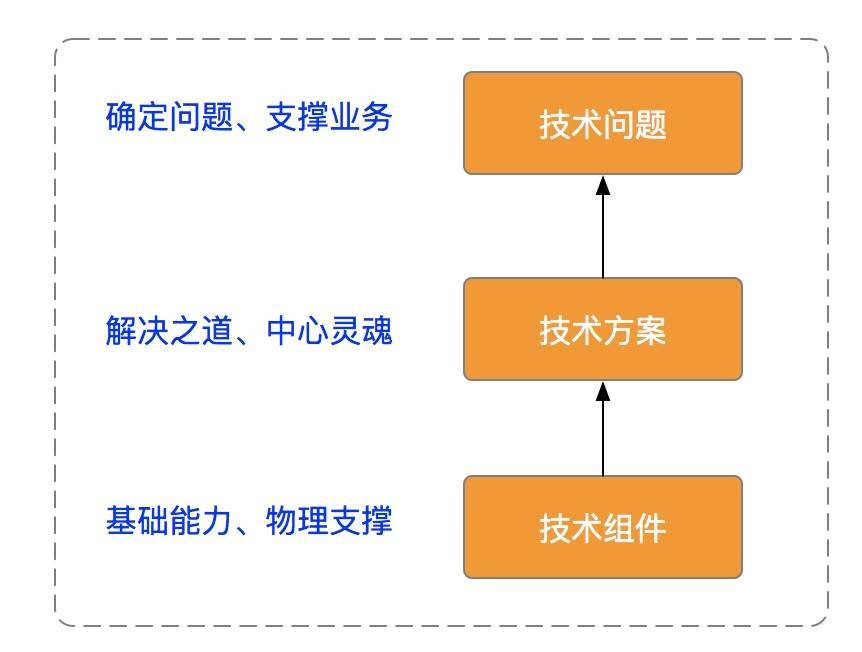 确定问题、支撑业务
技术问题
解决之道、中心灵魂
技术方案
基础能力、物理支撑
技术组件